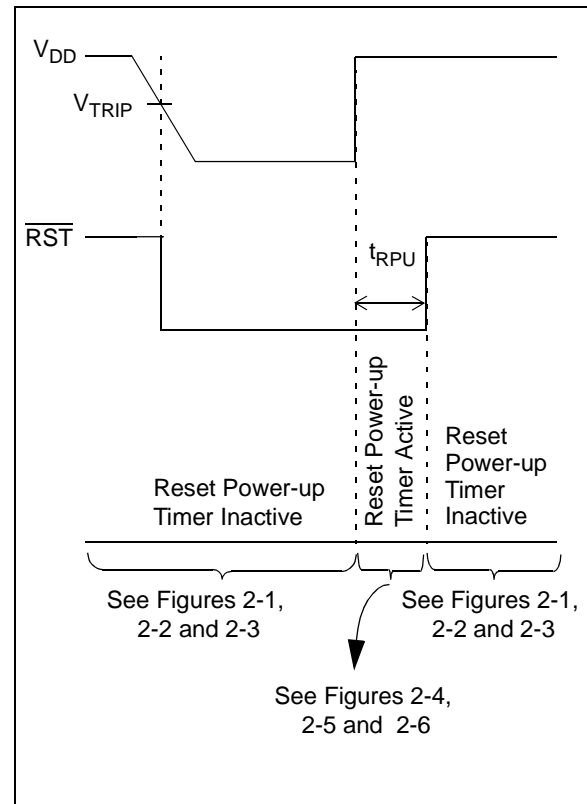 VDD
VTRIP
RST
tRPU
Reset Power-up
Timer Inactive
Reset Power-up
Timer Active
Reset
Power-up
Timer
Inactive
See Figures 2-1,
2-2 and 2-3
See Figures 2-1,
2-2 and 2-3
See Figures 2-4,
2-5 and 2-6